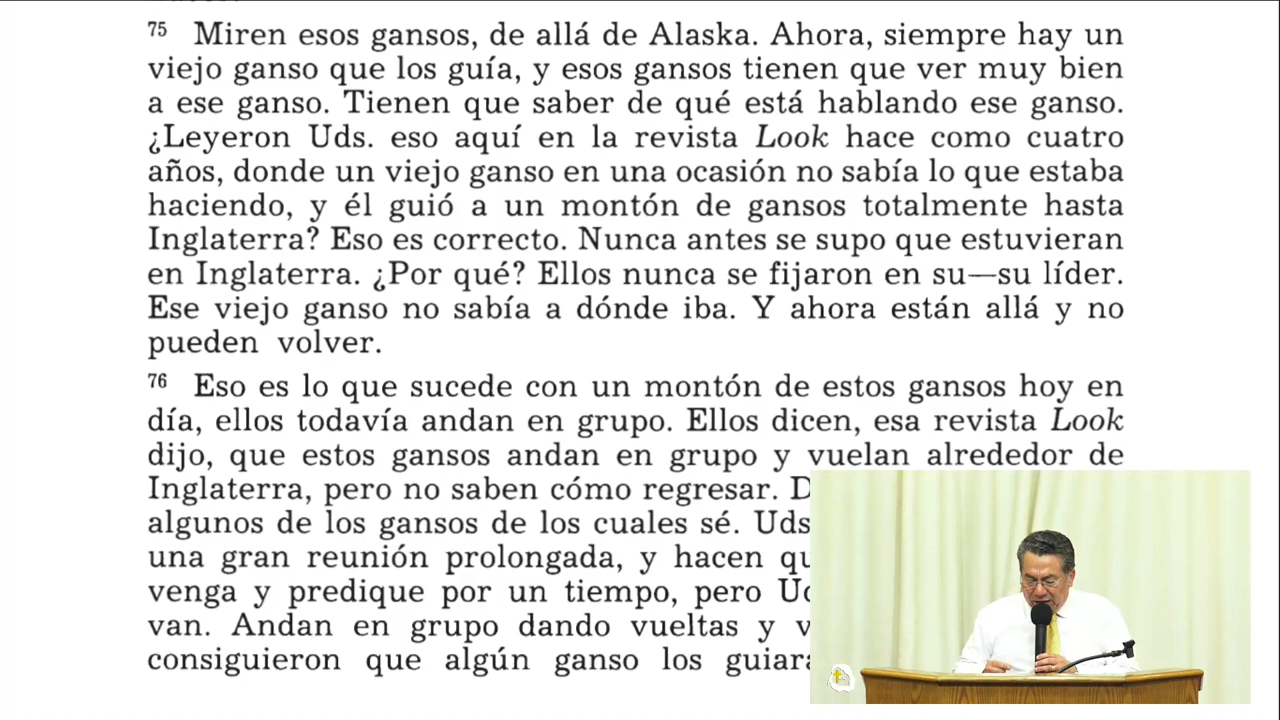 75 Miren esos gansos, de allá de Alaska. Ahora, siempre hay un
viejo ganso que los guía, y esos gansos tienen que ver muy bien
a ese ganso. Tienen que saber de qué está hablando ese ganso.
¿Leyeron Uds. eso aquí en la revista Look hace como cuatro
años, donde un viejo ganso en una ocasión no sabía lo que estaba
haciendo, y él guió a un montón de gansos totalmente hasta
Inglaterra? Eso es correcto. Nunca antes se supo que estuvieran
en Inglaterra. ¿Por qué? Ellos nunca se fijaron en su—su líder.
Ese viejo ganso no sabía a dónde iba. Y ahora están allá y no
pueden volver.
76 Eso es lo que sucede con un montón de estos gansos hoy en
día, ellos todavía andan en grupo. Ellos dicen, esa revista Look
dijo, que estos gansos andan en grupo y vuelan alrededor de
Inglaterra, pero no saben cómo regresar.
algunos de los gansos de los cuales sé. Uds
una gran reunión prolongada, y hacen
venga y predique por un tiempo, pero
van. Andan en grupo dando vueltas y
consiguieron que algún ganso los